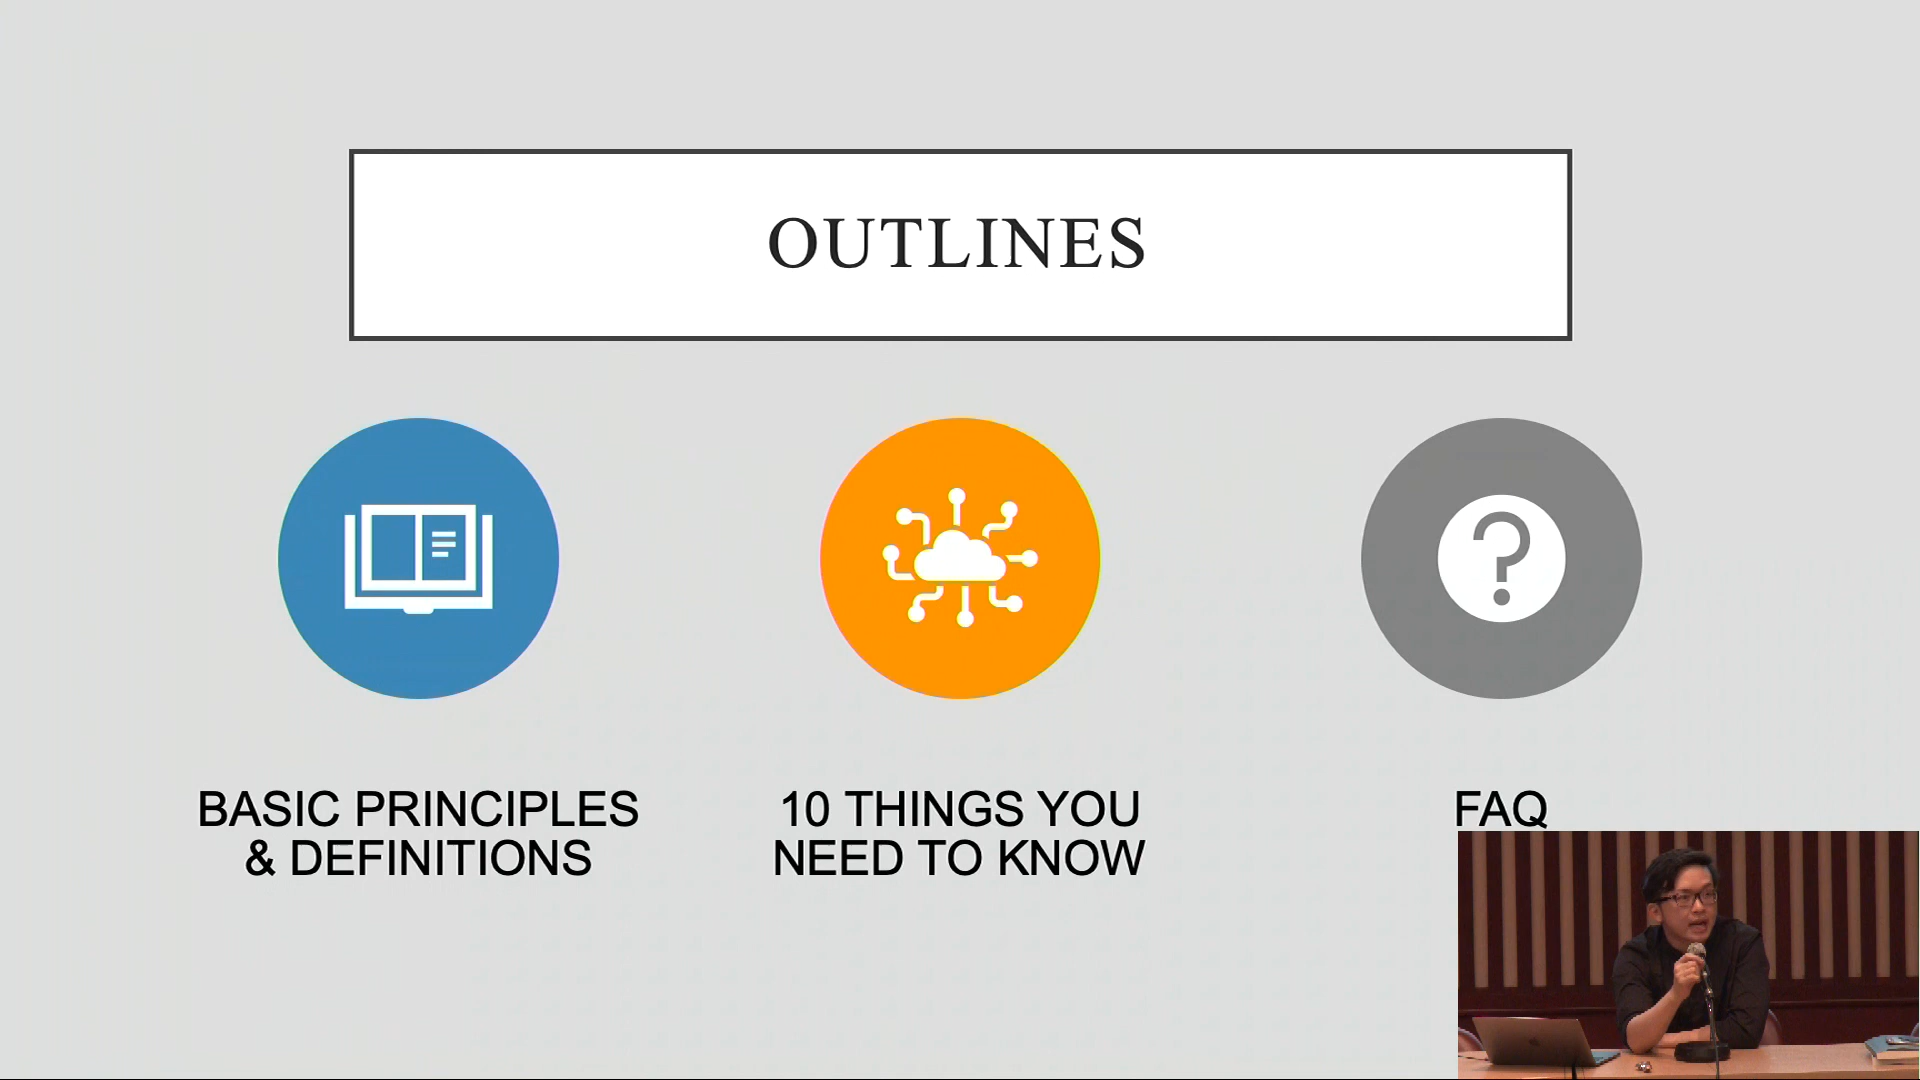 OUTLINES
BASIC PRINCIPLES
& DEFINITIONS
10 THINGS YOU
NEED TO KNOW
FAQ